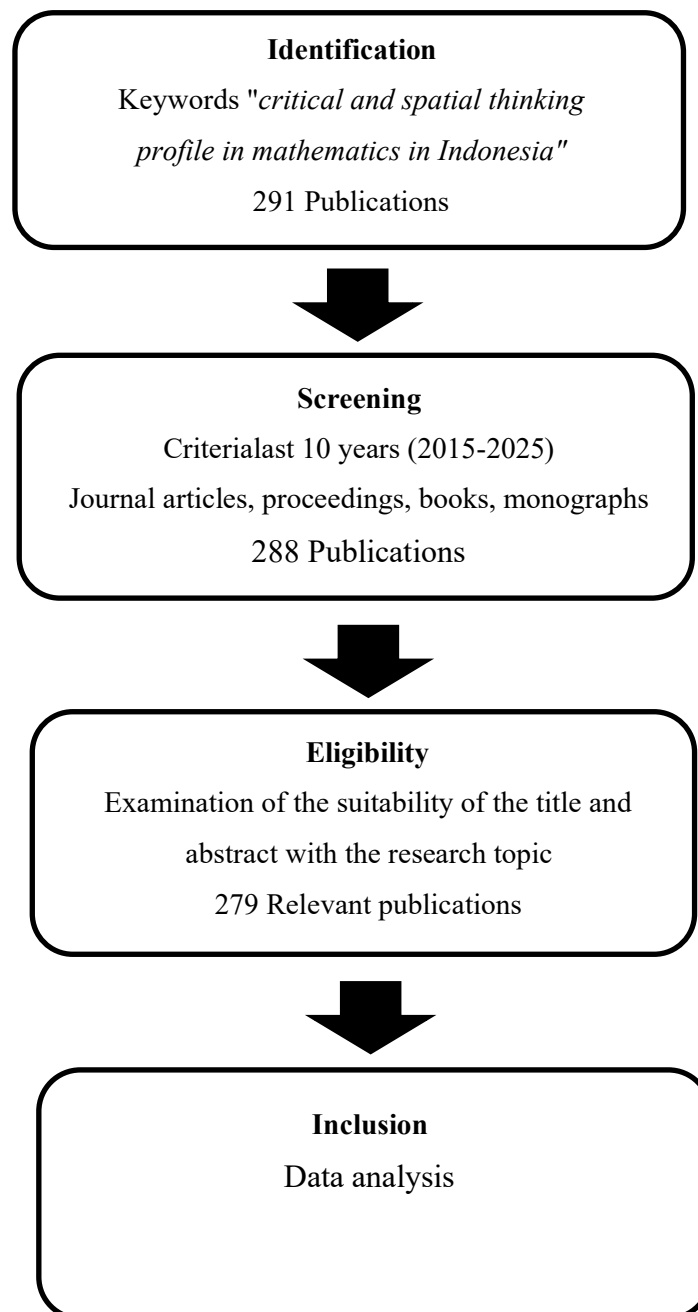 Identification
Keywords "critical and spatial thinking
profile in mathematics in Indonesia"
291 Publications
Screening
Criterialast 10 years (2015-2025)
Journal articles, proceedings, books, monographs
288 Publications
Eligibility
Examination of the suitability of the title and
abstract with the research topic
279 Relevant publications
Inclusion
Data analysis